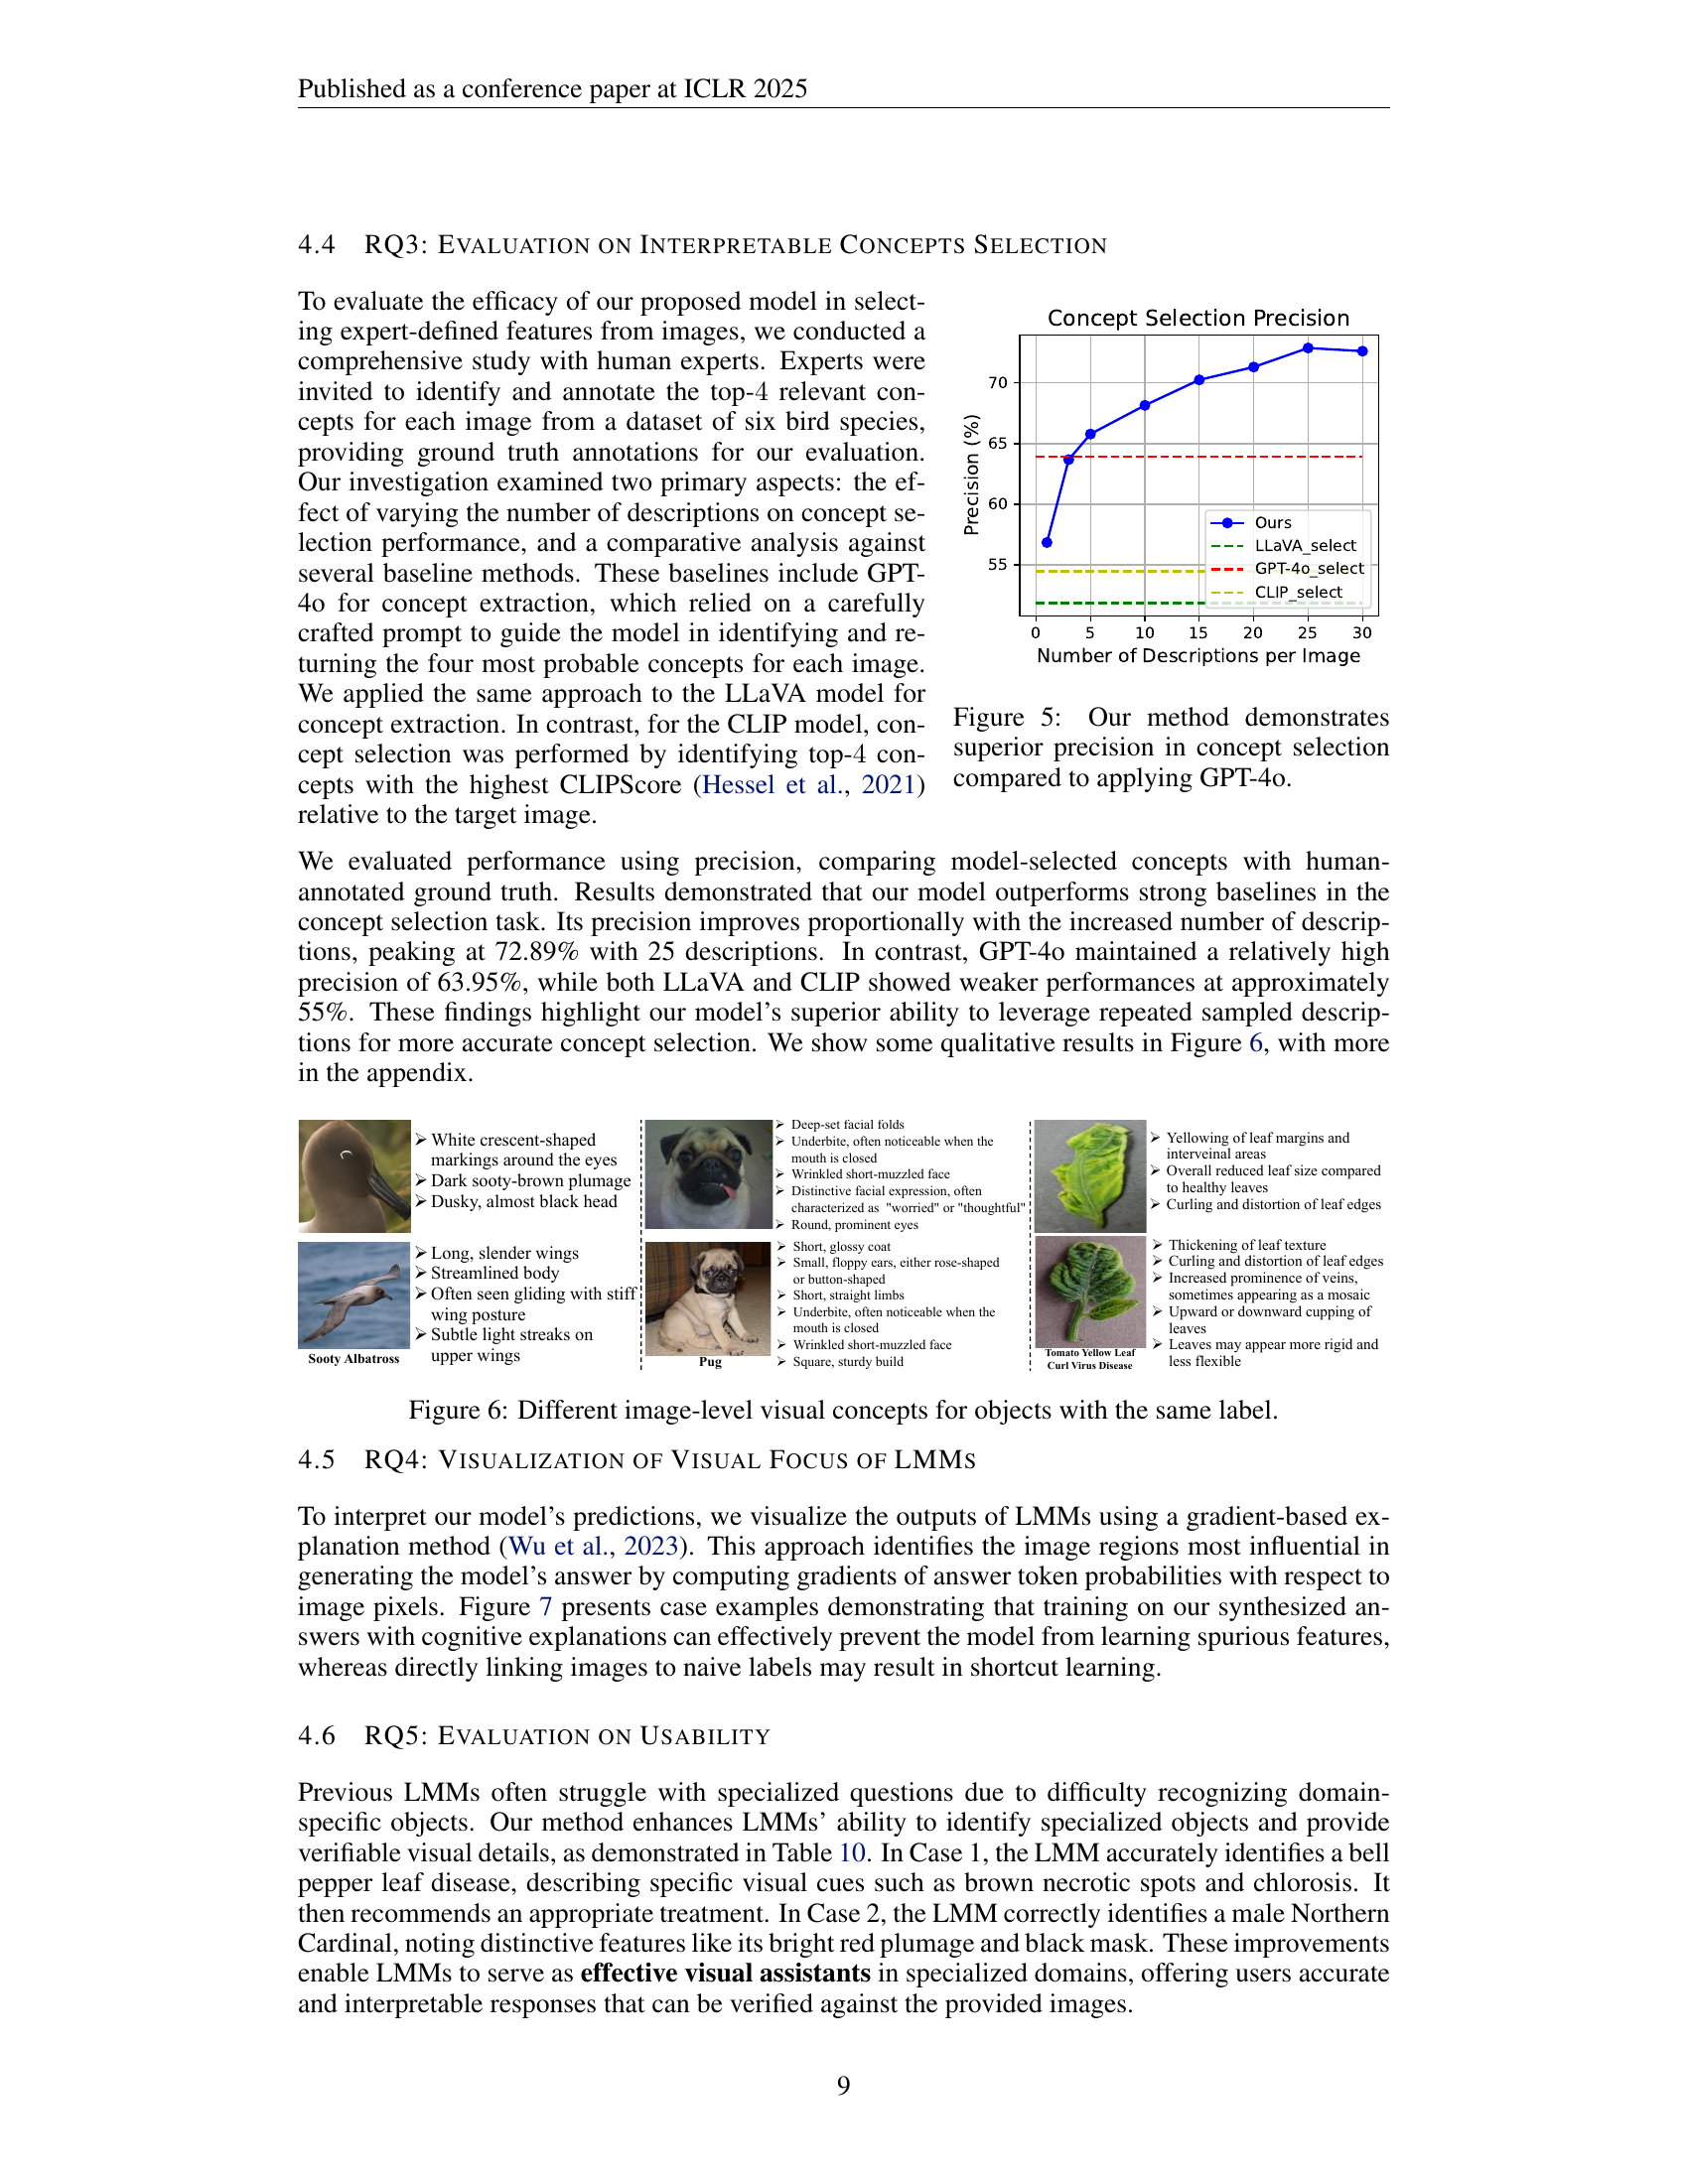 Published as a conference paper at ICLR 2025
4.4 RQ3: EVALUATION ON INTERPRETABLE CONCEPTS SELECTION
To evaluate the efficacy of our proposed model in select-
ing expert-defined features from images, we conducted a
comprehensive study with human experts. Experts were
invited to identify and annotate the top-4 relevant con-
cepts for each image from a dataset of six bird species,
providing ground truth annotations for our evaluation.
Our investigation examined two primary aspects: the ef-
fect of varying the number of descriptions on concept se-
lection performance, and a comparative analysis against
several baseline methods. These baselines include GPT-
4o for concept extraction, which relied on a carefully
crafted prompt to guide the model in identifying and re-
turning the four most probable concepts for each image.
We applied the same approach to the LLaVA model for
concept extraction. In contrast, for the CLIP model, con-
cept selection was performed by identifying top-4 con-
cepts with the highest CLIPScore (Hessel et al., 2021)
relative to the target image.
Concept Selection Precision
Precision (%)
70
65
60
55
Ours
LLaVA_select
GPT-4o_select
CLIP_select
0 5 10 15 20 25 30
Number of Descriptions per Image
Figure 5: Our method demonstrates
superior precision in concept selection
compared to applying GPT-4o.
We evaluated performance using precision, comparing model-selected concepts with human-
annotated ground truth. Results demonstrated that our model outperforms strong baselines in the
concept selection task. Its precision improves proportionally with the increased number of descrip-
tions, peaking at 72.89% with 25 descriptions. In contrast, GPT-4o maintained a relatively high
precision of 63.95%, while both LLaVA and CLIP showed weaker performances at approximately
55%. These findings highlight our model's superior ability to leverage repeated sampled descrip-
tions for more accurate concept selection. We show some qualitative results in Figure 6, with more
in the appendix.
➢ White crescent-shaped
markings around the eyes
➢ Dark sooty-brown plumage
➢ Dusky, almost black head
➢ Long, slender wings
➢ Streamlined body
➢ Often seen gliding with stiff
wing posture
➢ Subtle light streaks on
upper wings
Sooty Albatross
➢ Deep-set facial folds
➢ Underbite, often noticeable when the
mouth is closed
➢ Wrinkled short-muzzled face
➢ Distinctive facial expression, often
characterized as "worried" or "thoughtful"
➢ Round, prominent eyes
➢ Short, glossy coat
➢ Small, floppy ears, either rose-shaped
or button-shaped
➢ Short, straight limbs
➢ Underbite, often noticeable when the
mouth is closed
➢ Wrinkled short-muzzled face
➢ Square, sturdy build
Pug
➢ Yellowing of leaf margins and
interveinal areas
➢ Overall reduced leaf size compared
to healthy leaves
➢ Curling and distortion of leaf edges
➢ Thickening of leaf texture
➢ Curling and distortion of leaf edges
➢ Increased prominence of veins,
sometimes appearing as a mosaic
➢ Upward or downward cupping of
leaves
➢ Leaves may appear more rigid and
less flexible
Tomato Yellow Leaf
Curl Virus Disease
Figure 6: Different image-level visual concepts for objects with the same label.
4.5 RQ4: VISUALIZATION OF VISUAL FOCUS OF LMMS
To interpret our model's predictions, we visualize the outputs of LMMs using a gradient-based ex-
planation method (Wu et al., 2023). This approach identifies the image regions most influential in
generating the model's answer by computing gradients of answer token probabilities with respect to
image pixels. Figure 7 presents case examples demonstrating that training on our synthesized an-
swers with cognitive explanations can effectively prevent the model from learning spurious features,
whereas directly linking images to naive labels may result in shortcut learning.
4.6 RQ5: EVALUATION ON USABILITY
Previous LMMs often struggle with specialized questions due to difficulty recognizing domain-
specific objects. Our method enhances LMMs' ability to identify specialized objects and provide
verifiable visual details, as demonstrated in Table 10. In Case 1, the LMM accurately identifies a bell
pepper leaf disease, describing specific visual cues such as brown necrotic spots and chlorosis. It
then recommends an appropriate treatment. In Case 2, the LMM correctly identifies a male Northern
Cardinal, noting distinctive features like its bright red plumage and black mask. These improvements
enable LMMs to serve as effective visual assistants in specialized domains, offering users accurate
and interpretable responses that can be verified against the provided images.
9